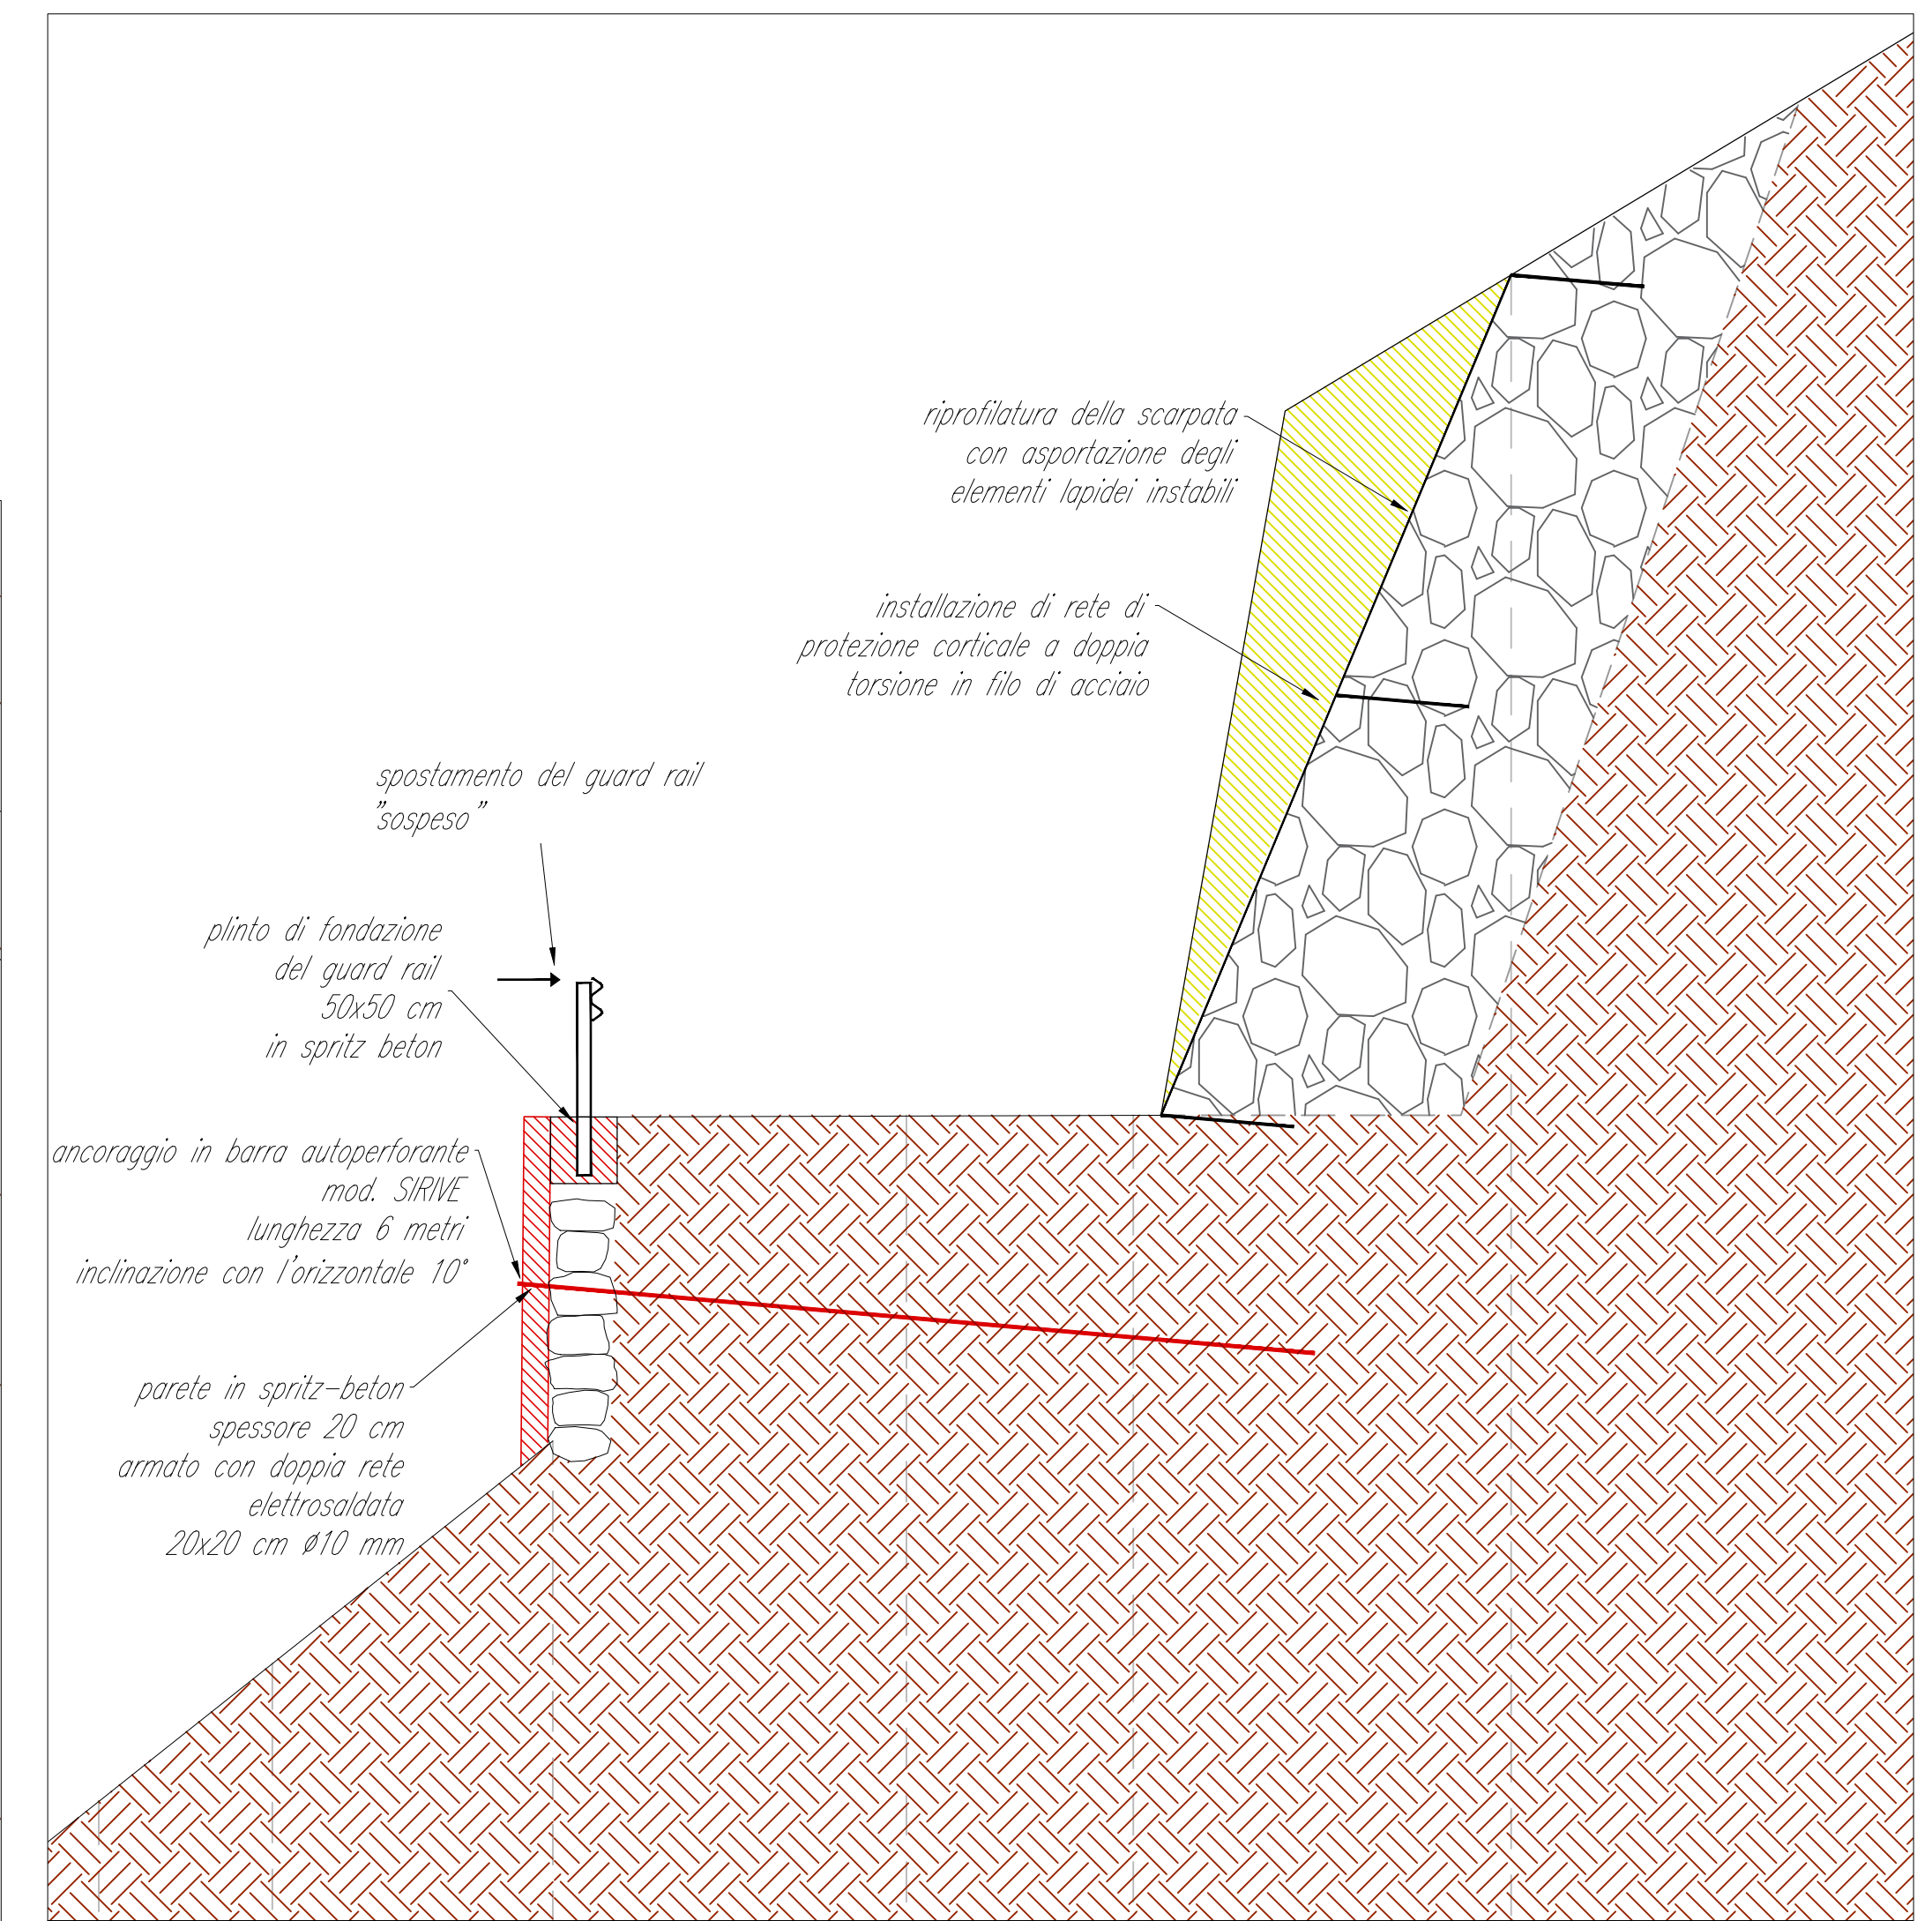 riprofilatura della scarpata
con asportazione degli
elementi lapidei instabili
installazione di rete di
protezione corticale a doppia
torsione in filo di acciaio
spostamento del guard rail
"sospeso"
plinto di fondazione
del guard rail
50x50 cm
in spritz beton
ancoraggio in barra autoperforante
mod. SIRIVE
lunghezza 6 metri
inclinazione con l'orizzontale 10°
parete in spritz-beton
spessore 20 cm
armato con doppia rete
elettrosaldata
20x20 cm ø10 mm